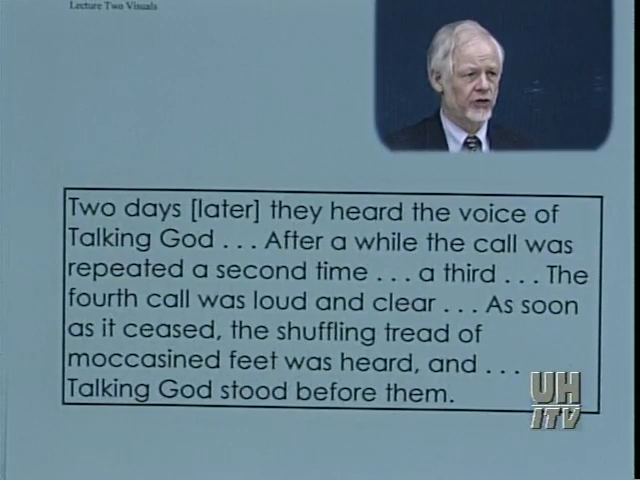 Lecture Two Visuals
Two days [later] they heard the voice of
Talking God . . . After a while the call was
repeated a second time . . . a third . . . The
fourth call was loud and clear . . . As soon
as it ceased, the shuffling tread of
moccasined feet was heard, and . . .
Talking God stood before them.
UH
ITV